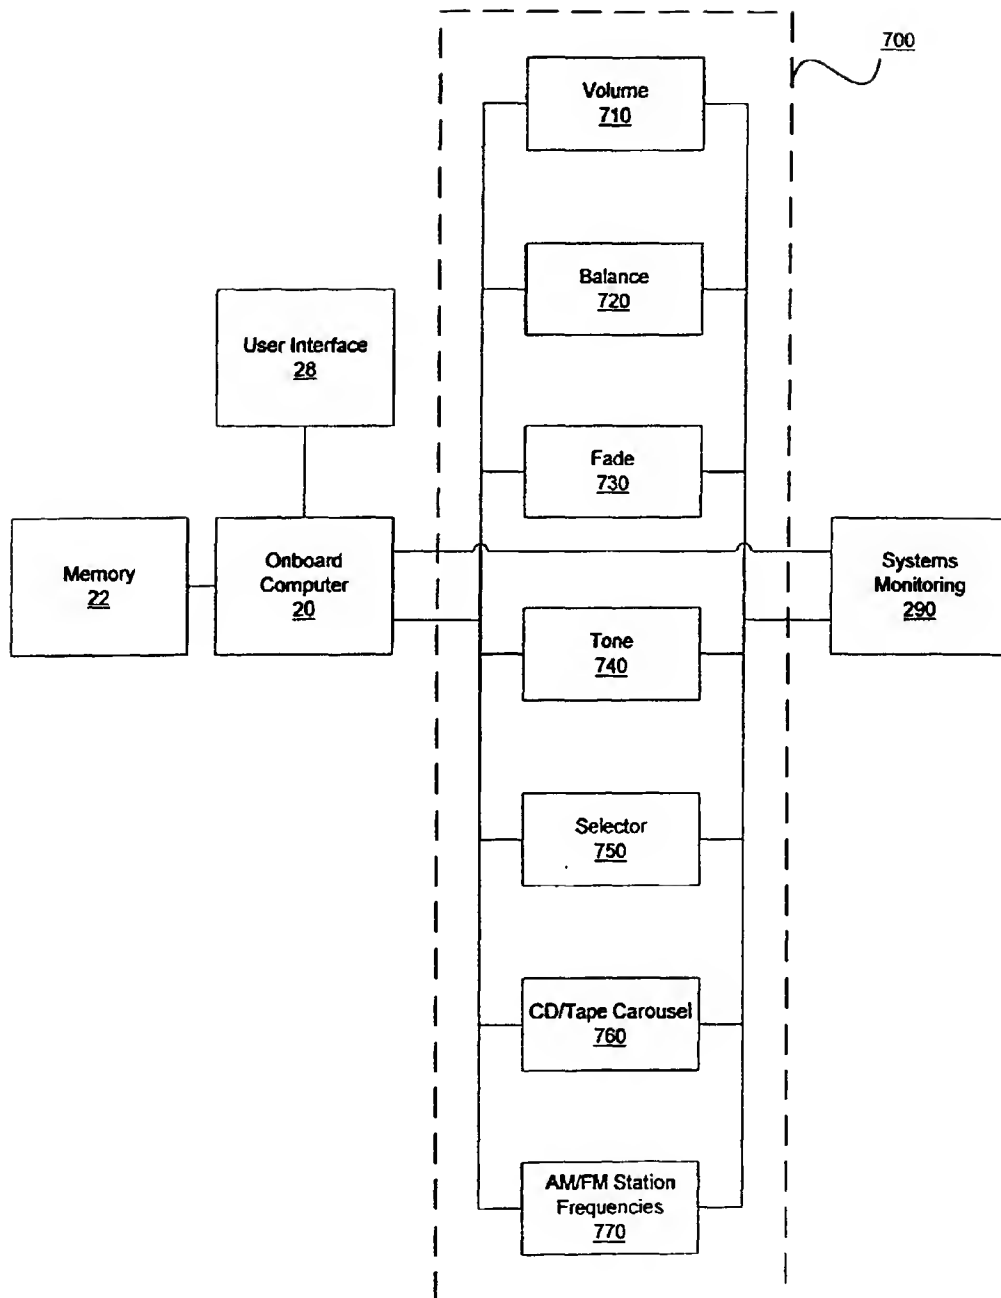 700
Volume
710
Balance
720
User Interface
28
Fade
730
Memory
22
Onboard
Computer
20
Systems
Monitoring
290
Tone
740
Selector
750
CD/Tape Carousel
760
AM/FM Station
Frequencies
770